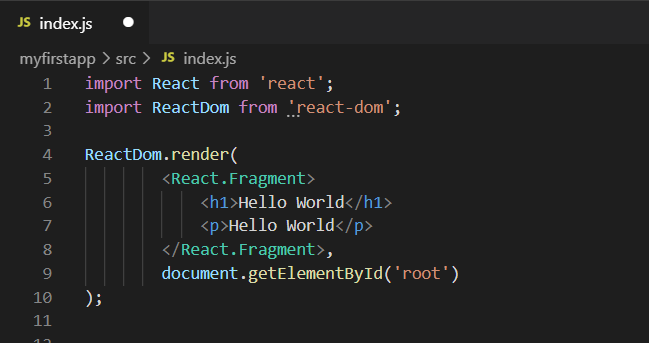 JS index.js
myfirstapp > src > JS index.js
1 import React from 'react';
2 import ReactDom from 'react-dom';
3
4 ReactDom.render(
5 <React.Fragment>
6 <h1>Hello World</h1>
7 <p>Hello World</p>
8 </React.Fragment>,
9 document.getElementById('root')
10 );
11